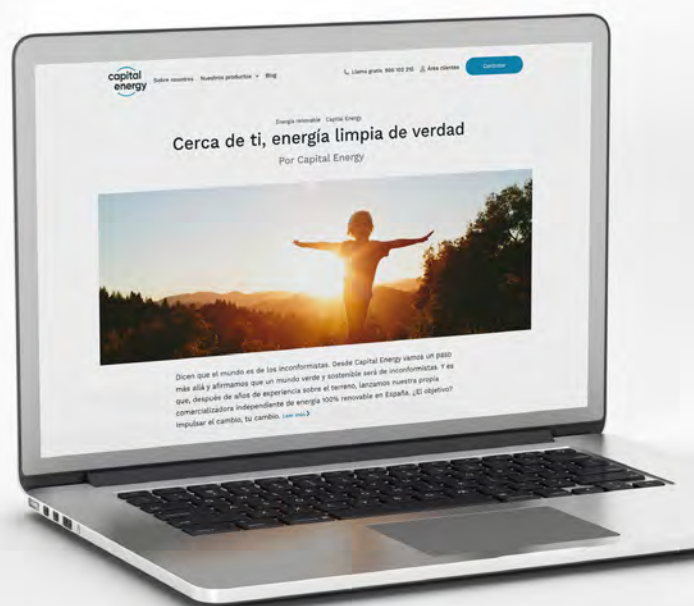 capital
energy
Sobre nosotros Nuestros productos Blog
Llama gratis 900 102 210 Área clientes Contratar
Energía renovable Capital Energy
Cerca de ti, energía limpia de verdad
Por Capital Energy
Dicen que el mundo es de los inconformistas. Desde Capital Energy vamos un paso
más allá y afirmamos que un mundo verde y sostenible será de inconformistas. Y es
que, después de años de experiencia sobre el terreno, lanzamos nuestra propia
comercializadora independiente de energía 100% renovable en España. ¿El objetivo?
Impulsar el cambio, tu cambio. Leer más